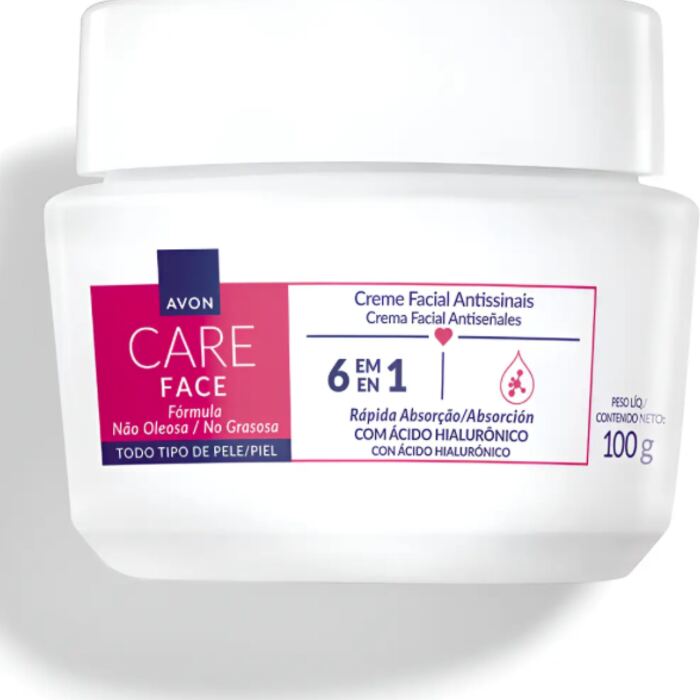 AVON
CARE
FACE
Fórmula
Não Oleosa / No Grasosa
TODO TIPO DE PELE/PIEL
Creme Facial Antissinais
Crema Facial Antiseñales
6 EM EN 1
Rápida Absorção/Absorción
COM ÁCIDO HIALURÔNICO
CON ÁCIDO HIALURÓNICO
PESO LÍQ./
CONTENIDO NETO:
100 g